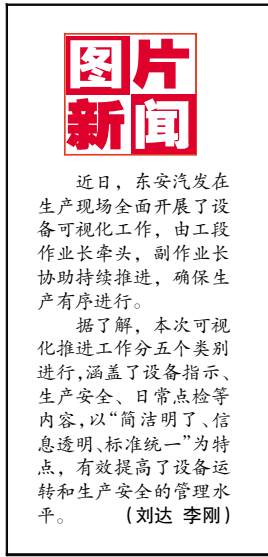 图片
新闻
近日，东安汽发在
生产现场全面开展了设
备可视化工作，由工段
作业长牵头，副作业长
协助持续推进，确保生
产有序进行。
据了解，本次可视
化推进工作分五个类别
进行,涵盖了设备指示、
生产安全、日常点检等
内容,以“简洁明了、信
息透明、标准统一”为特
点，有效提高了设备运
转和生产安全的管理水
平。 （刘达 李刚）